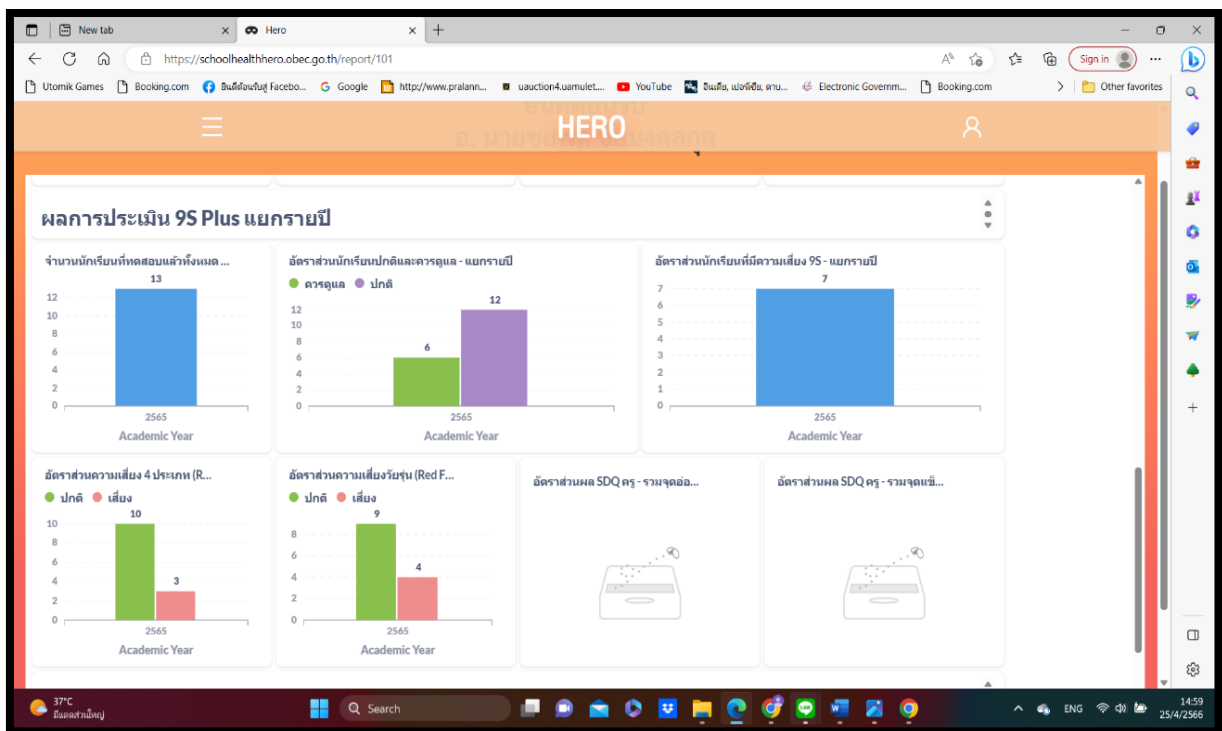 New tab
Hero
https://schoolhealthhero.obec.go.th/report/101
Sign in
Utomik Games
Booking.com
Google
http://www.pralann...
uauction4.uamulet....
YouTube
Electronic Governm...
Booking.com
Other favorites
HERO
ผลการประเมิน 9S Plus แยกรายปี
จำนวนนักเรียนที่ทดสอบแล้วทั้งหมด ...
13
12
10
8
6
4
2
0
2565
Academic Year
อัตราส่วนนักเรียนปกติและควรดูแล - แยกรายปี
ควรดูแล ปกติ
12
12
10
8
6
6
4
2
0
2565
Academic Year
อัตราส่วนนักเรียนที่มีความเสี่ยง 9S - แยกรายปี
7
7
6
5
4
3
2
1
0
2565
Academic Year
อัตราส่วนความเสี่ยง 4 ประเภท (R...
ปกติ เสี่ยง
10
10
8
6
4
3
2
0
2565
Academic Year
อัตราส่วนความเสี่ยงวัยรุ่น (Red F...
ปกติ เสี่ยง
9
8
6
4
4
2
0
2565
Academic Year
อัตราส่วนผล SDQ ครู - รวมจุดอ่อ...
อัตราส่วนผล SDQ ครู - รวมจุดแข็...
37°C
มีแดดส่วนใหญ่
Search
ENG
14:59
25/4/2566